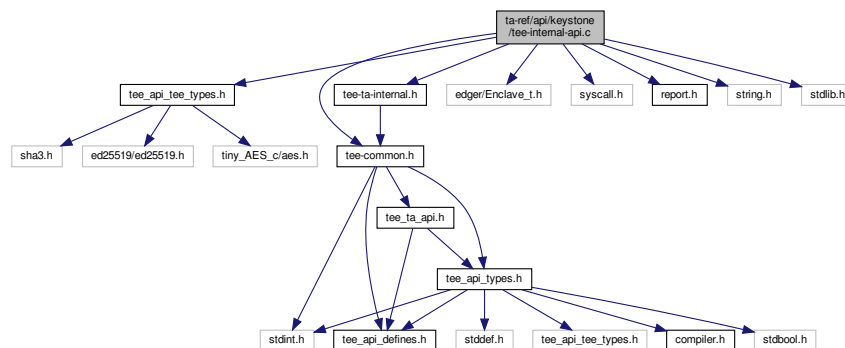 ta-ref/api/keystone
/tee-internal-api.c
tee_api_tee_types.h
tee-ta-internal.h
edger/Enclave_t.h
syscall.h
report.h
string.h
stdlib.h
sha3.h
ed25519/ed25519.h
tiny_AES_c/aes.h
tee-common.h
tee_ta_api.h
tee_api_types.h
stdint.h
tee_api_defines.h
stddef.h
tee_api_tee_types.h
compiler.h
stdbool.h